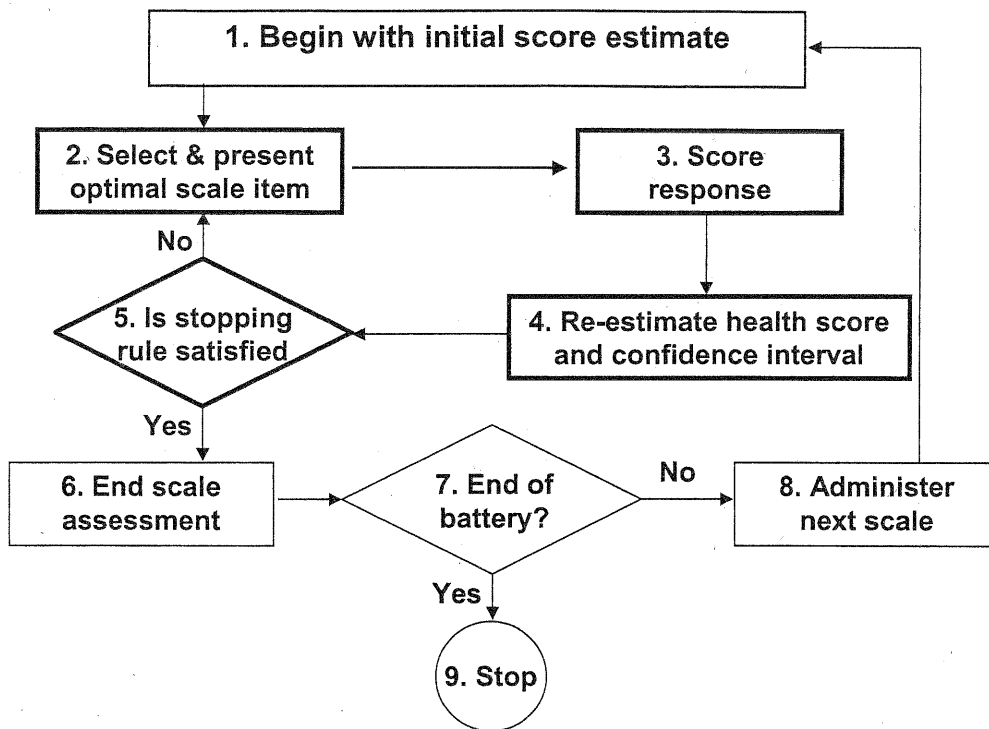 1. Begin with initial score estimate
2. Select & present
optimal scale item
3. Score
response
No
5. Is stopping
rule satisfied
4. Re-estimate health score
and confidence interval
Yes
6. End scale
assessment
7. End of
battery?
No
8. Administer
next scale
Yes
9. Stop